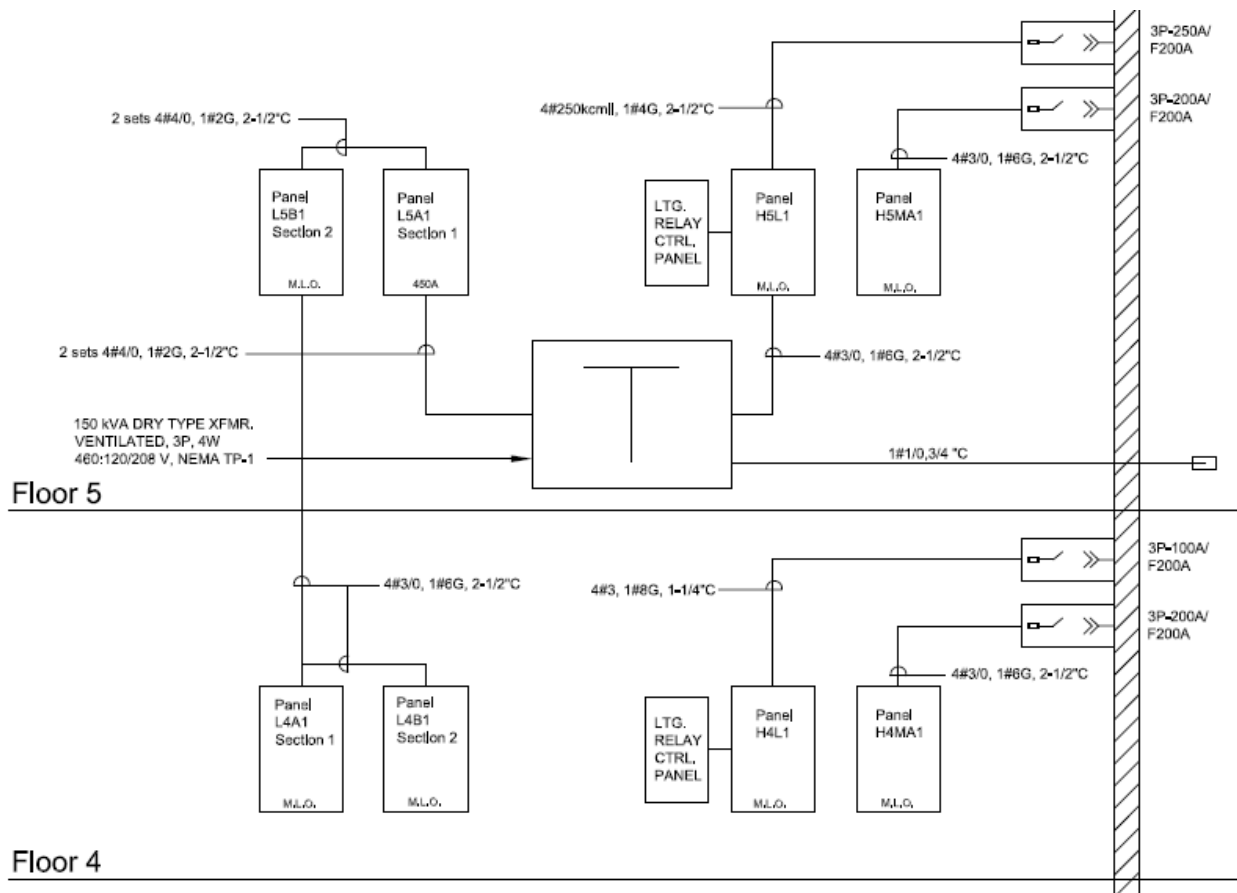 3P-250A/
F200A
2 sets 4#4/0, 1#2G, 2-1/2"C
4#250kcmil, 1#4G, 2-1/2"C
3P-200A/
F200A
4#3/0, 1#6G, 2-1/2"C
Panel
L5B1
Section 2
M.L.O.
Panel
L5A1
Section 1
450A
LTG.
RELAY
CTRL.
PANEL
Panel
H5L1
M.L.O.
Panel
H5MA1
M.L.O.
2 sets 4#4/0, 1#2G, 2-1/2"C
4#3/0, 1#6G, 2-1/2"C
150 kVA DRY TYPE XFMR.
VENTILATED, 3P, 4W
460:120/208 V, NEMA TP-1
1#1/0,3/4 "C
Floor 5
3P-100A/
F200A
4#3/0, 1#6G, 2-1/2"C
4#3, 1#8G, 1-1/4"C
3P-200A/
F200A
4#3/0, 1#6G, 2-1/2"C
Panel
L4A1
Section 1
M.L.O.
Panel
L4B1
Section 2
M.L.O.
LTG.
RELAY
CTRL.
PANEL
Panel
H4L1
M.L.O.
Panel
H4MA1
M.L.O.
Floor 4